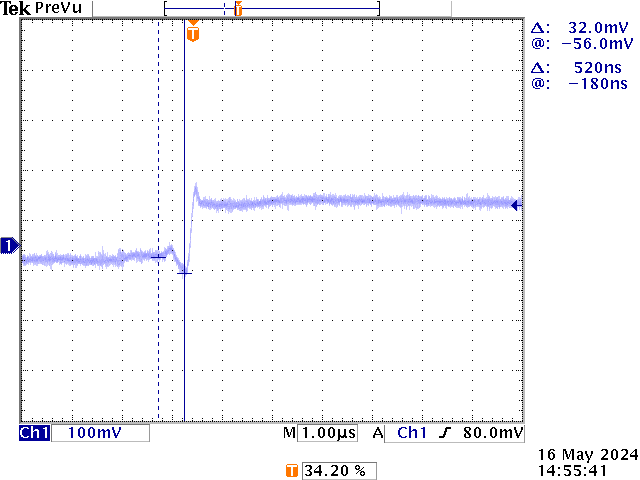 Tek PreVu
T
T
Δ: 32.0mV
@: −56.0mV
Δ: 520ns
@: −180ns
1
Ch1 100mV M 1.00µs A Ch1 80.0mV
16 May 2024
T 34.20 % 14:55:41